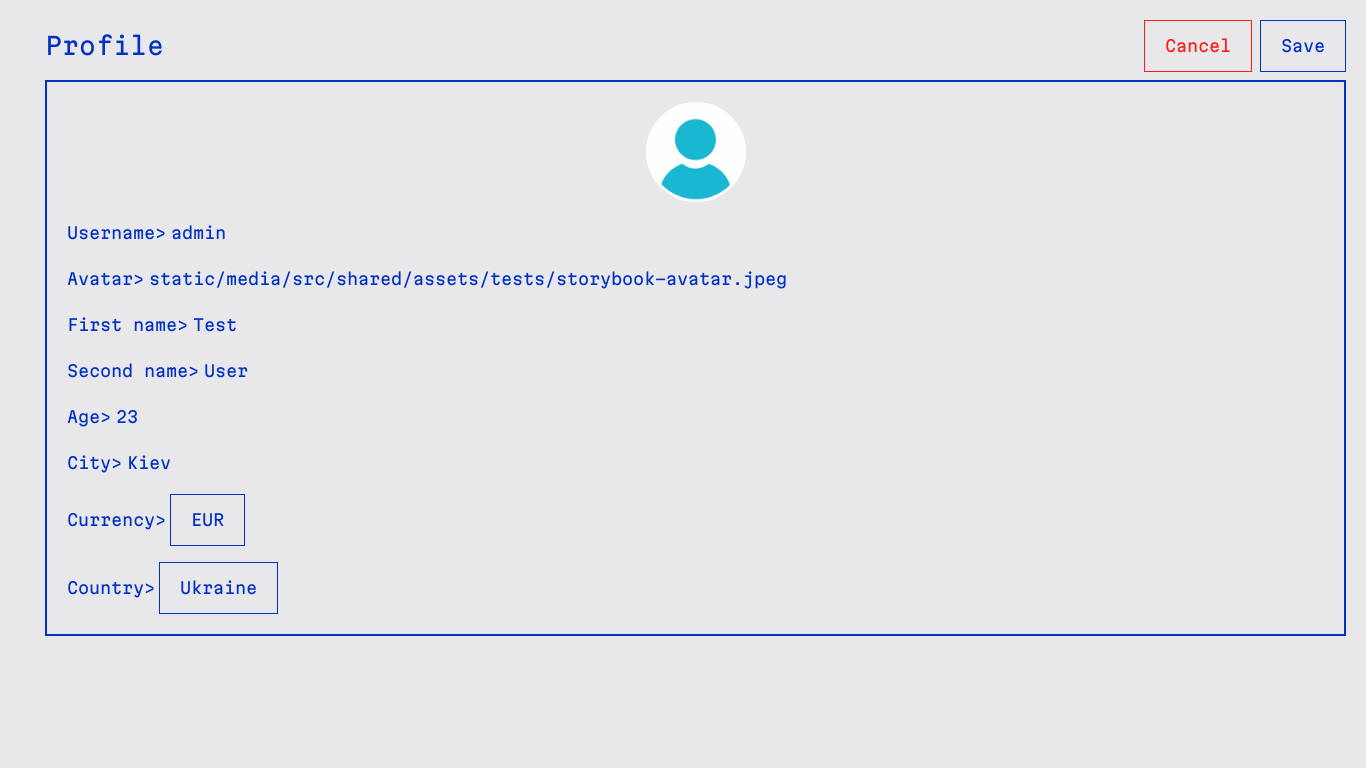 Profile
Cancel
Save
Username> admin
Avatar> static/media/src/shared/assets/tests/storybook-avatar.jpeg
First name> Test
Second name> User
Age> 23
City> Kiev
Currency> EUR
Country> Ukraine